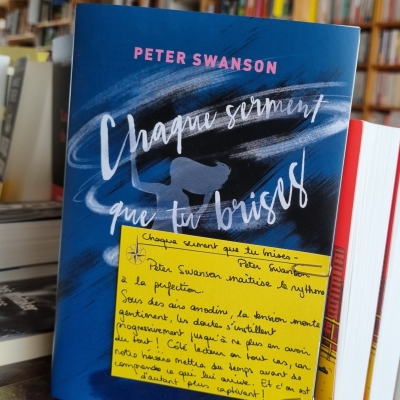 PETER SWANSON
Chaque serment
que tu brises
Chaque serment que tu brises -
Peter Swanson
Peter Swanson maîtrise le rythme
à la perfection.
Sous des airs anodins, la tension monte
gentiment, les doutes s'instillent
progressivement jusqu'à ne plus en avoir
du tout ! Côté lecteur en tout cas, car
notre héroïne mettra du temps avant de
comprendre ce qui lui arrive. Et c'en est
d'autant plus captivant !